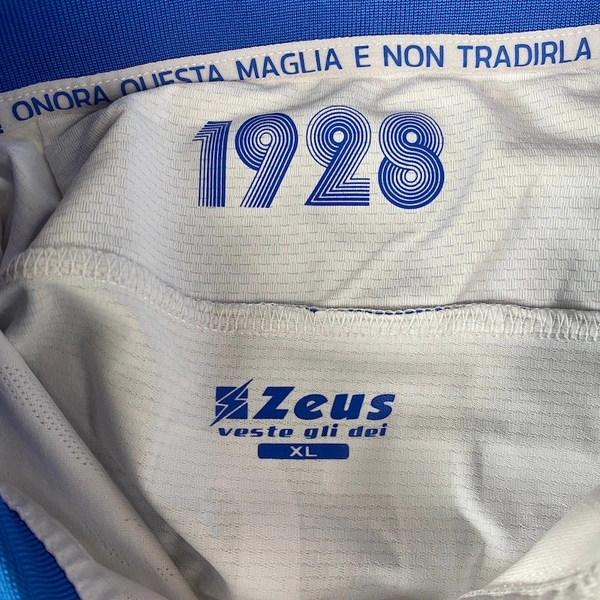 ONORA QUESTA MAGLIA E NON TRADIRLA
1928
Zeus
veste gli dei
XL